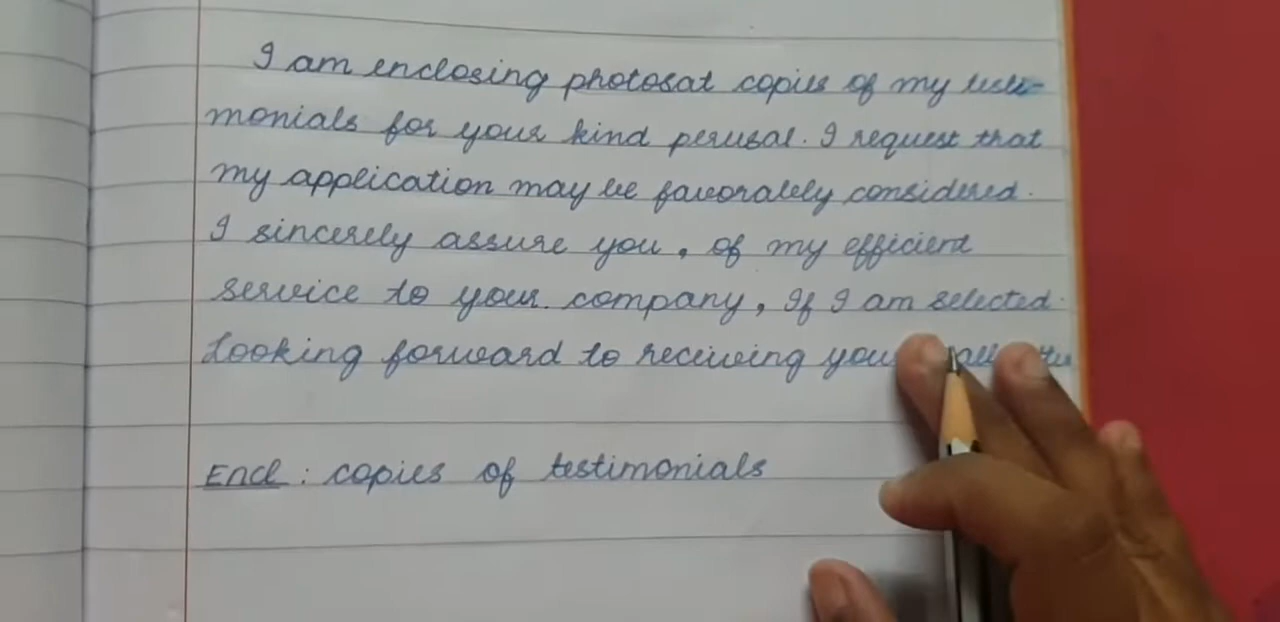 I am enclosing photosat copies of my testi-
monials for your kind perusal. I request that
my application may be favorably considered.
I sincerely assure you, of my efficient
service to your company, If I am selected.
Looking forward to receiving
Encl : copies of testimonials